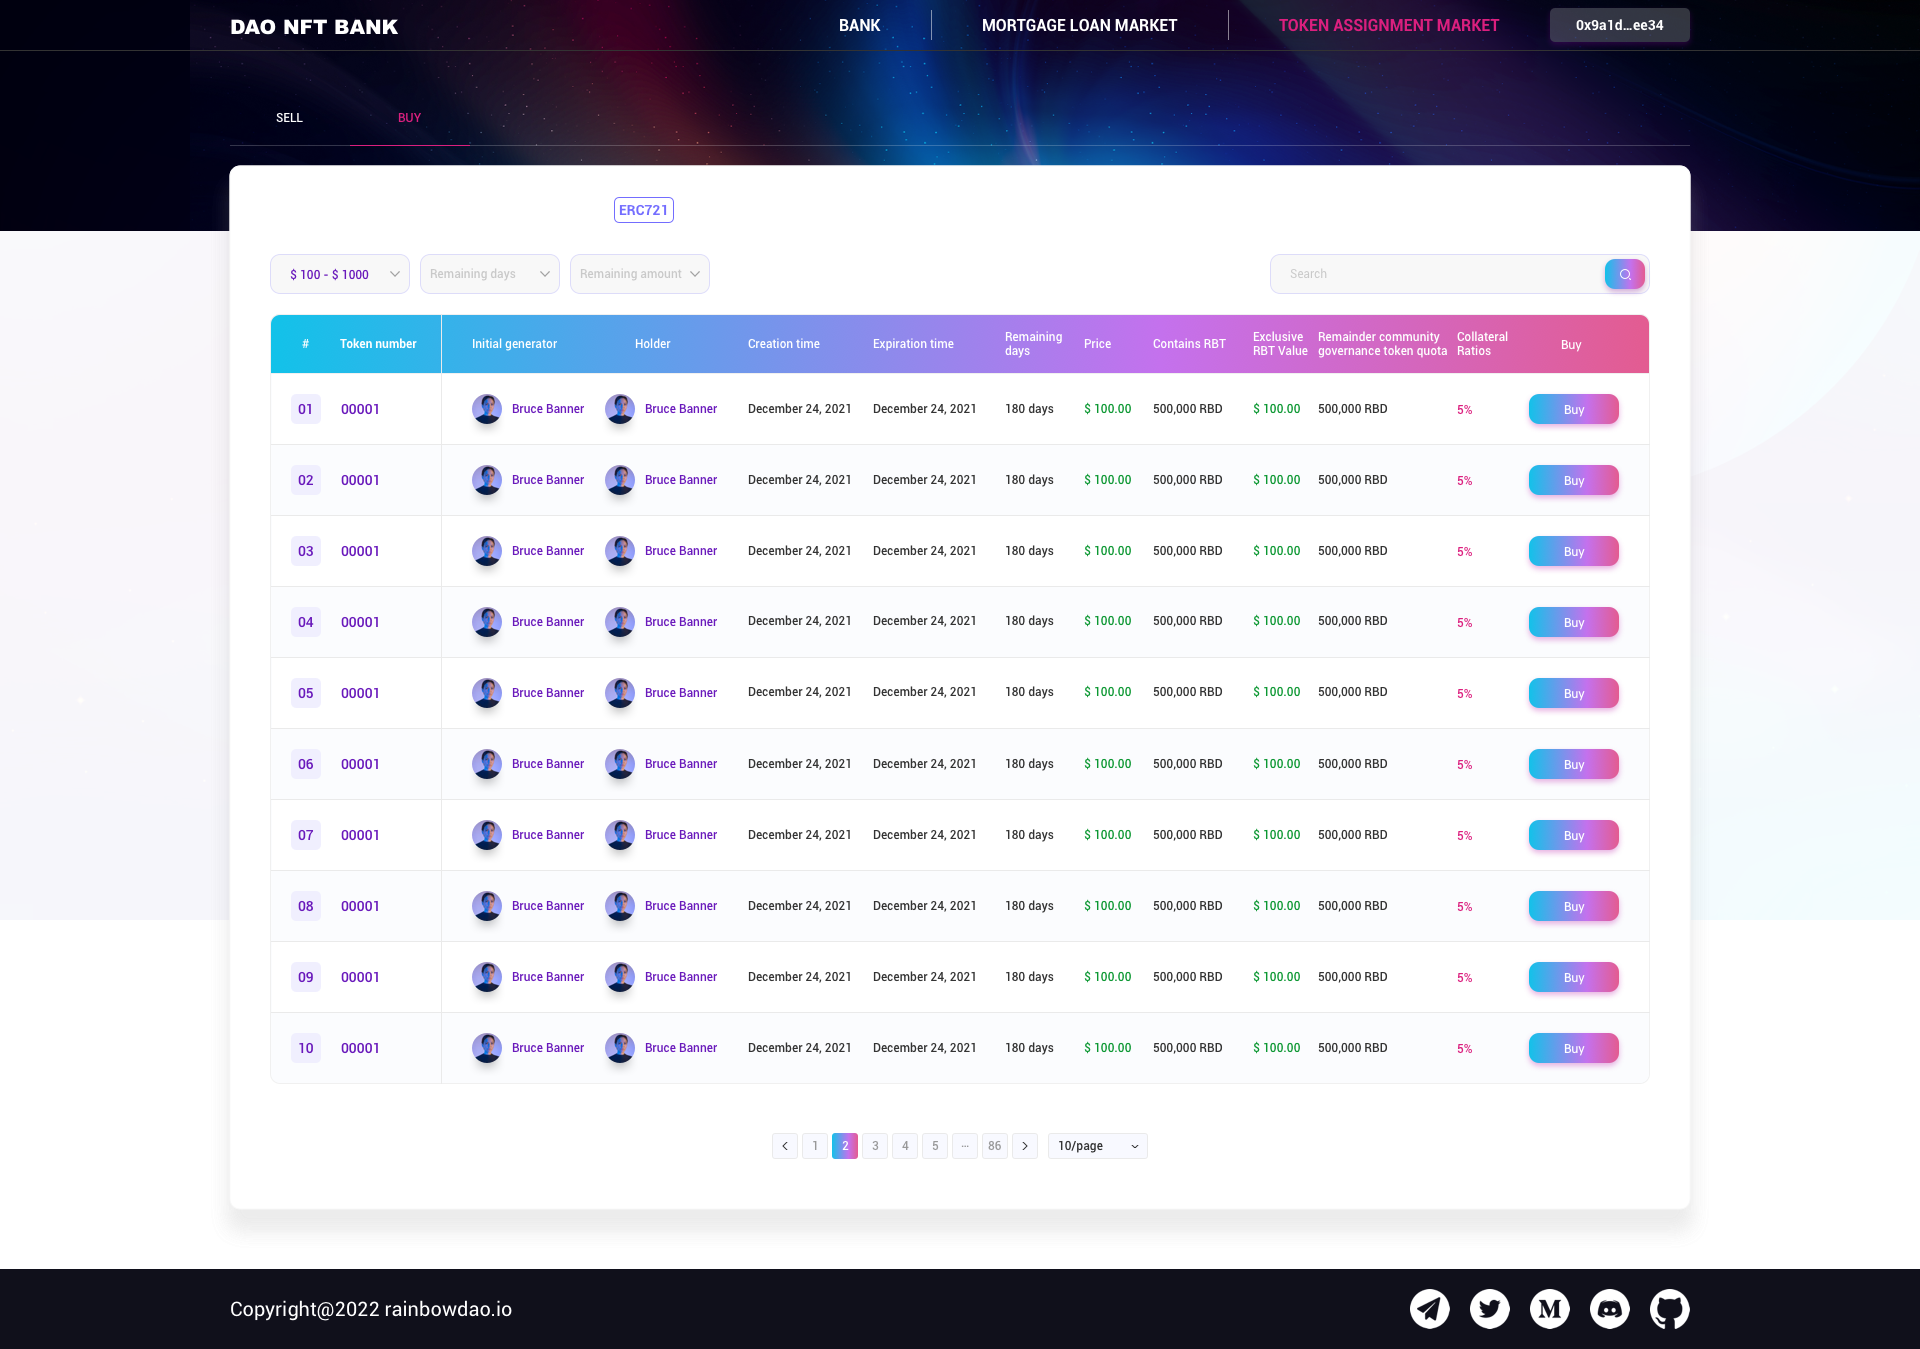 DAO NFT BANK BANK MORTGAGE LOAN MARKET TOKEN ASSIGNMENT MARKET 0x9a1d...ee34
SELL BUY
ERC721
$ 100 - $ 1000 Remaining days Remaining amount Search
# Token number Initial generator Holder Creation time Expiration time Remaining days Price Contains RBT Exclusive RBT Value Remainder community governance token quota Collateral Ratios Buy
01 00001 Bruce Banner Bruce Banner December 24, 2021 December 24, 2021 180 days $ 100.00 500,000 RBD $ 100.00 500,000 RBD 5% Buy
02 00001 Bruce Banner Bruce Banner December 24, 2021 December 24, 2021 180 days $ 100.00 500,000 RBD $ 100.00 500,000 RBD 5% Buy
03 00001 Bruce Banner Bruce Banner December 24, 2021 December 24, 2021 180 days $ 100.00 500,000 RBD $ 100.00 500,000 RBD 5% Buy
04 00001 Bruce Banner Bruce Banner December 24, 2021 December 24, 2021 180 days $ 100.00 500,000 RBD $ 100.00 500,000 RBD 5% Buy
05 00001 Bruce Banner Bruce Banner December 24, 2021 December 24, 2021 180 days $ 100.00 500,000 RBD $ 100.00 500,000 RBD 5% Buy
06 00001 Bruce Banner Bruce Banner December 24, 2021 December 24, 2021 180 days $ 100.00 500,000 RBD $ 100.00 500,000 RBD 5% Buy
07 00001 Bruce Banner Bruce Banner December 24, 2021 December 24, 2021 180 days $ 100.00 500,000 RBD $ 100.00 500,000 RBD 5% Buy
08 00001 Bruce Banner Bruce Banner December 24, 2021 December 24, 2021 180 days $ 100.00 500,000 RBD $ 100.00 500,000 RBD 5% Buy
09 00001 Bruce Banner Bruce Banner December 24, 2021 December 24, 2021 180 days $ 100.00 500,000 RBD $ 100.00 500,000 RBD 5% Buy
10 00001 Bruce Banner Bruce Banner December 24, 2021 December 24, 2021 180 days $ 100.00 500,000 RBD $ 100.00 500,000 RBD 5% Buy
1 2 3 4 5 ... 86 10/page
Copyright@2022 rainbowdao.io